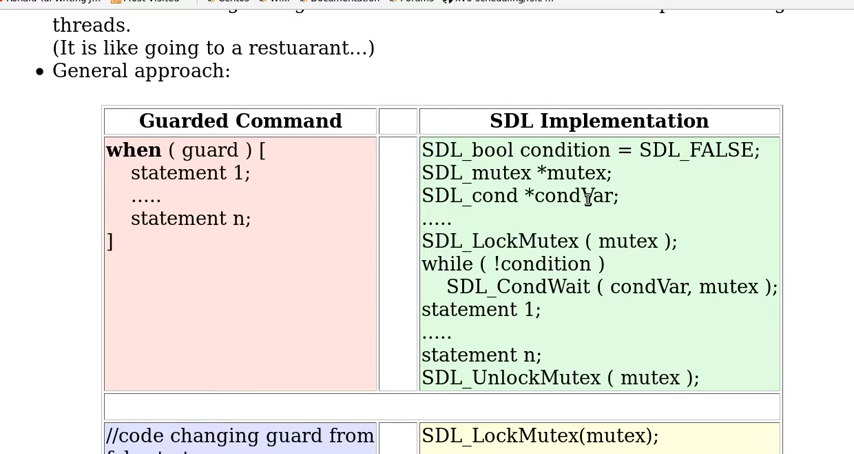 threads.
(It is like going to a restuarant...)
• General approach:
Guarded Command
SDL Implementation
when ( guard ) [
statement 1;
.....
statement n;
]
SDL_bool condition = SDL_FALSE;
SDL_mutex *mutex;
SDL_cond *condVar;
.....
SDL_LockMutex ( mutex );
while ( !condition )
SDL_CondWait ( condVar, mutex );
statement 1;
.....
statement n;
SDL_UnlockMutex ( mutex );
//code changing guard from
SDL_LockMutex(mutex);